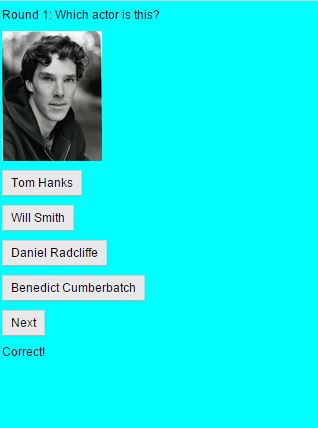 Round 1: Which actor is this?
Tom Hanks
Will Smith
Daniel Radcliffe
Benedict Cumberbatch
Next
Correct!